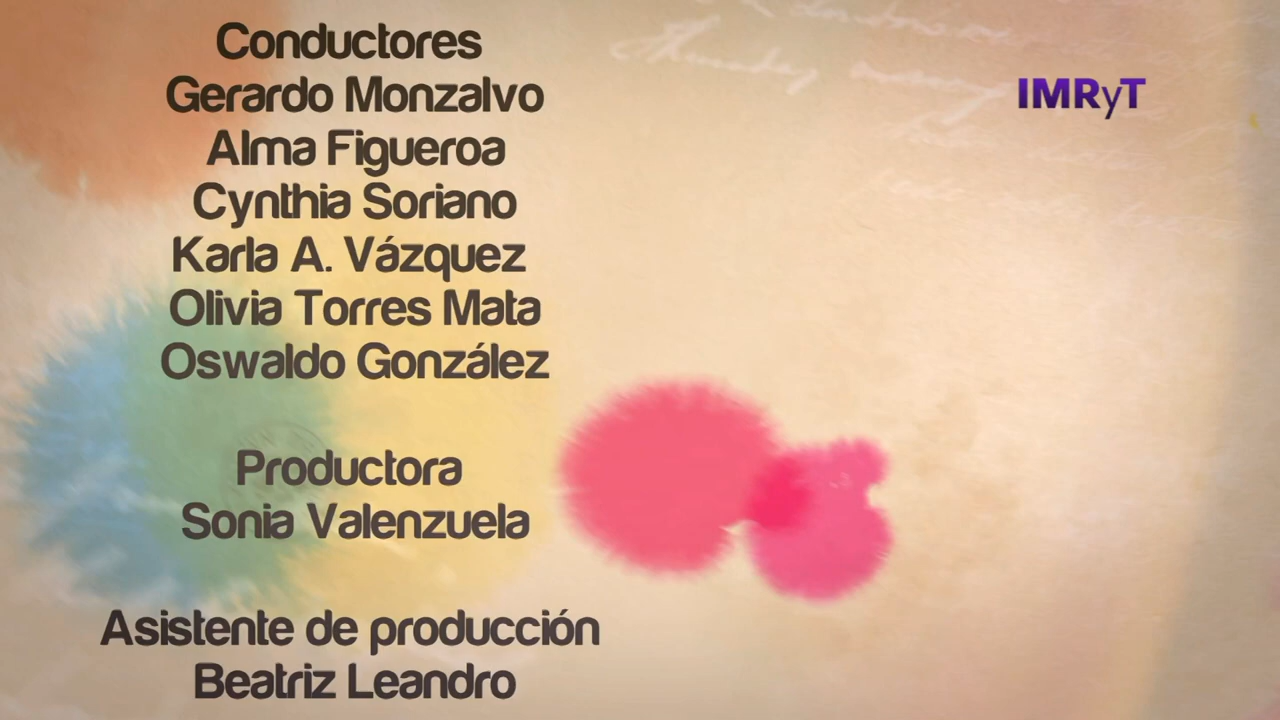 Conductores
Gerardo Monzalvo
Alma Figueroa
Cynthia Soriano
Karla A. Vázquez
Olivia Torres Mata
Oswaldo González
Productora
Sonia Valenzuela
Asistente de producción
Beatriz Leandro
IMRyT